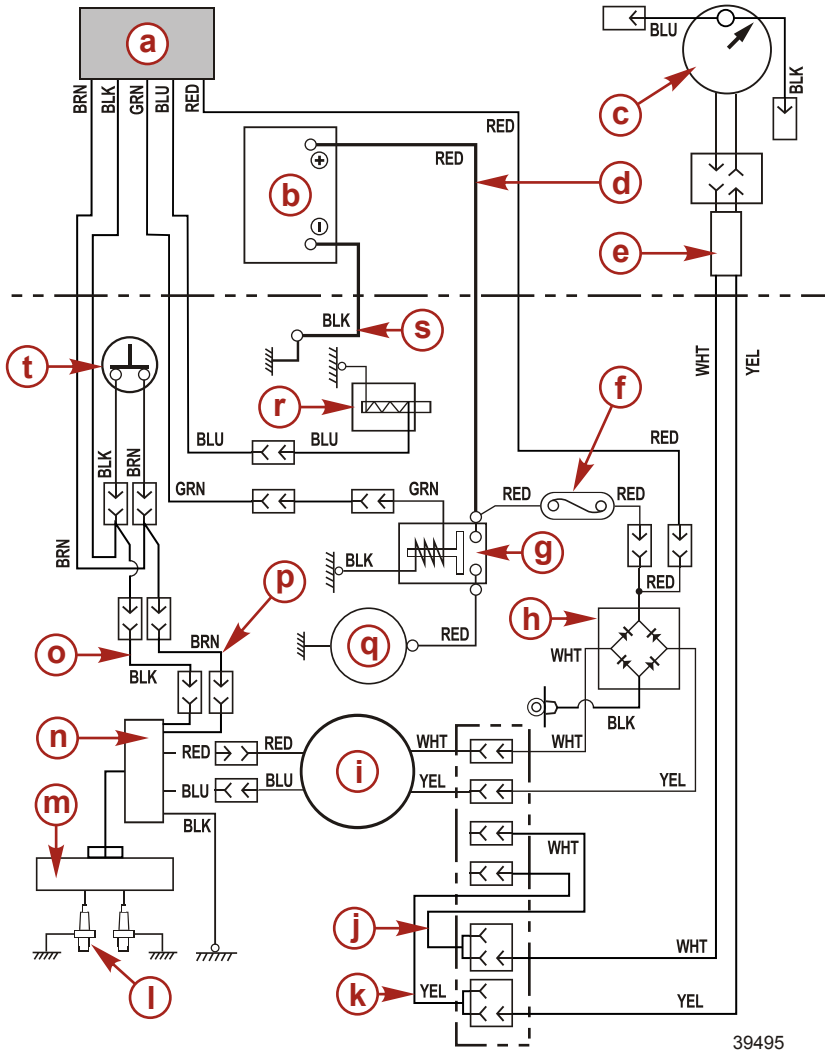 a
BLU
BRN
BLK
GRN
BLU
RED
BLK
c
RED
RED
b
+
−
d
e
BLK
s
t
WHT
YEL
r
f
BLU
BLU
RED
BLK
BRN
GRN
GRN
RED
RED
BRN
BLK
g
RED
p
h
q
RED
BRN
WHT
o
BLK
BLK
n
RED
RED
i
WHT
WHT
YEL
YEL
m
BLU
BLU
BLK
WHT
j
WHT
l
k
YEL
YEL
39495